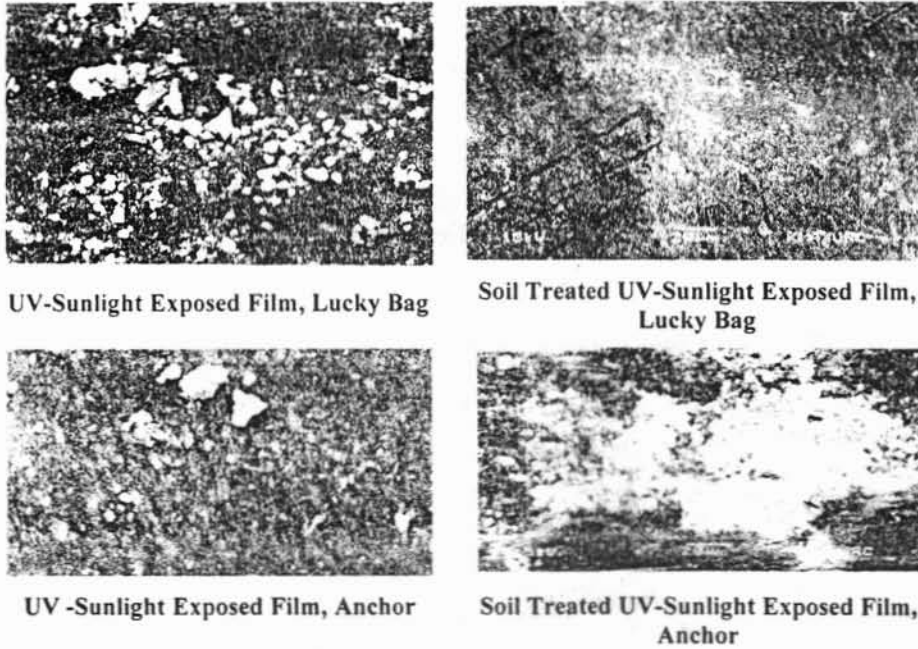 UV-Sunlight Exposed Film, Lucky Bag
Soil Treated UV-Sunlight Exposed Film,
Lucky Bag
UV -Sunlight Exposed Film, Anchor
Soil Treated UV-Sunlight Exposed Film,
Anchor